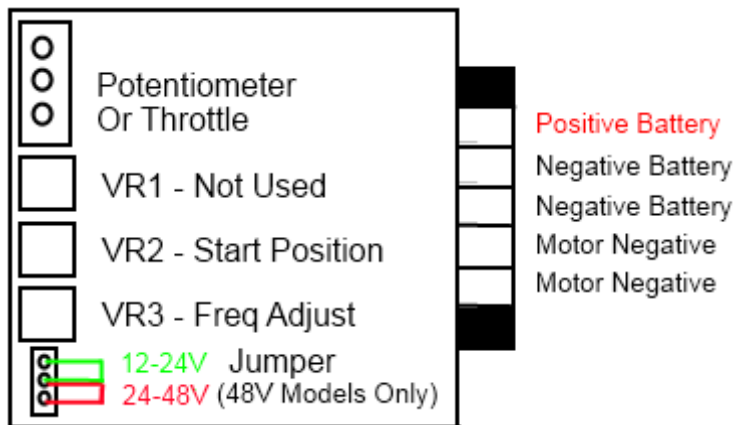 Potentiometer
Or Throttle
VR1 - Not Used
VR2 - Start Position
VR3 - Freq Adjust
12-24V Jumper
24-48V (48V Models Only)
Positive Battery
Negative Battery
Negative Battery
Motor Negative
Motor Negative